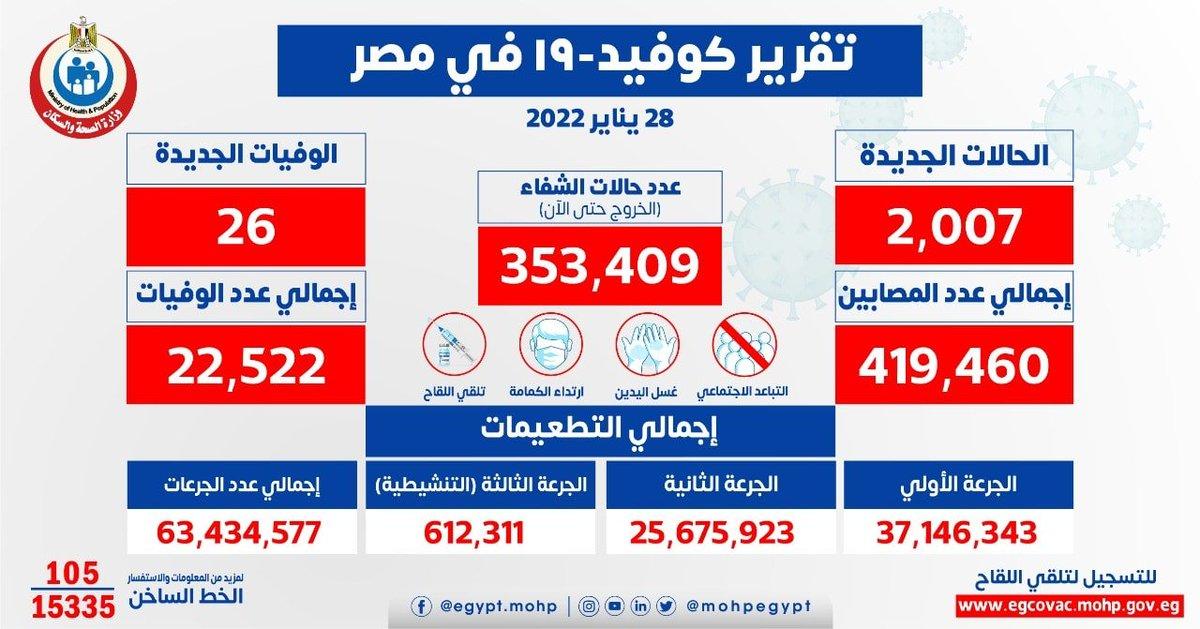 تقرير كوفيد-١٩ في مصر
28 يناير 2022
Ministry of Health & Population
وزارة الصحة والسكان
الحالات الجديدة
2,007
إجمالي عدد المصابين
419,460
عدد حالات الشفاء
(الخروج حتى الآن)
353,409
الوفيات الجديدة
26
إجمالي عدد الوفيات
22,522
التباعد الاجتماعي
غسل اليدين
ارتداء الكمامة
تلقي اللقاح
إجمالي التطعيمات
الجرعة الأولي
37,146,343
الجرعة الثانية
25,675,923
الجرعة الثالثة (التنشيطية)
612,311
إجمالي عدد الجرعات
63,434,577
للتسجيل لتلقي اللقاح
www.egcovac.mohp.gov.eg
@egypt.mohp
@mohpegypt
لمزيد من المعلومات والاستفسار
الخط الساخن
105
15335